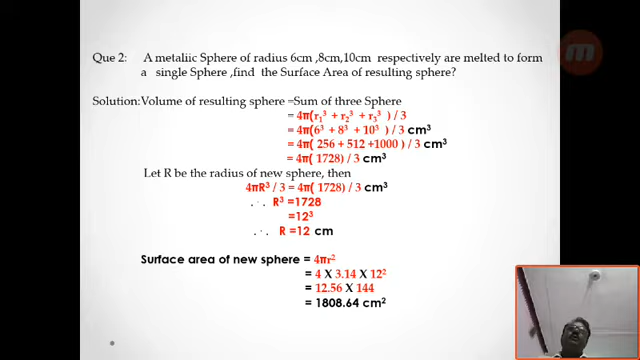 Que 2: A metaliic Sphere of radius 6cm ,8cm,10cm respectively are melted to form
a single Sphere ,find the Surface Area of resulting sphere?
Solution: Volume of resulting sphere =Sum of three Sphere
= 4π(r₁³ + r₂³ + r₃³ ) / 3
= 4π(6³ + 8³ + 10³ ) / 3 cm³
= 4π( 256 + 512 +1000 ) / 3 cm³
= 4π( 1728) / 3 cm³
Let R be the radius of new sphere, then
4πR³ / 3 = 4π( 1728) / 3 cm³
∴ R³ =1728
=12³
∴ R =12 cm
Surface area of new sphere = 4πr²
= 4 X 3.14 X 12²
= 12.56 X 144
= 1808.64 cm²